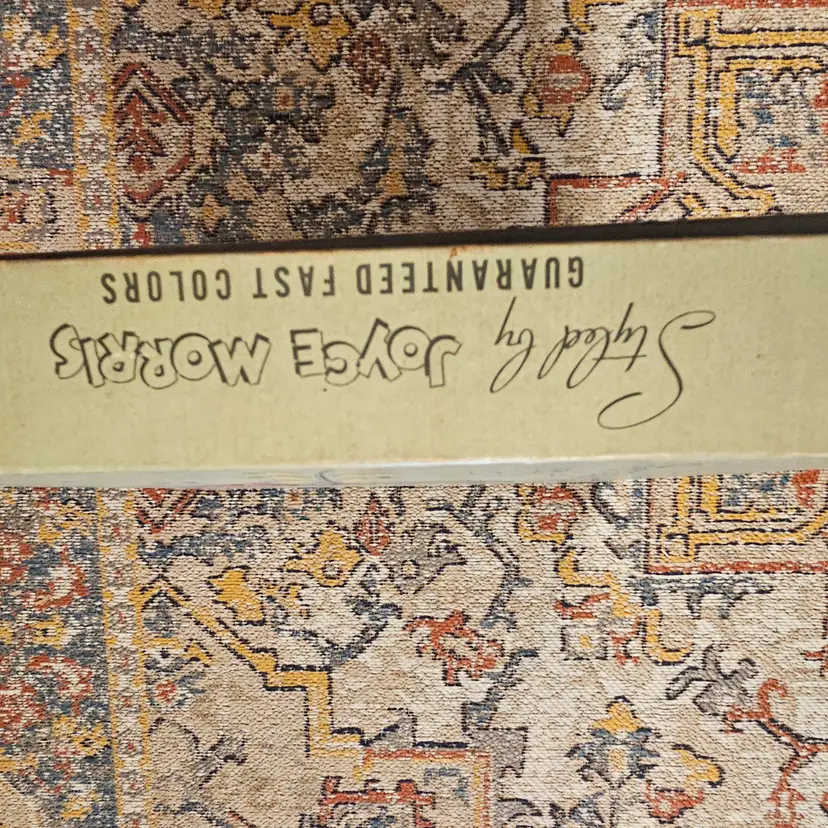 Styled by JOYCE MORRIS
GUARANTEED FAST COLORS